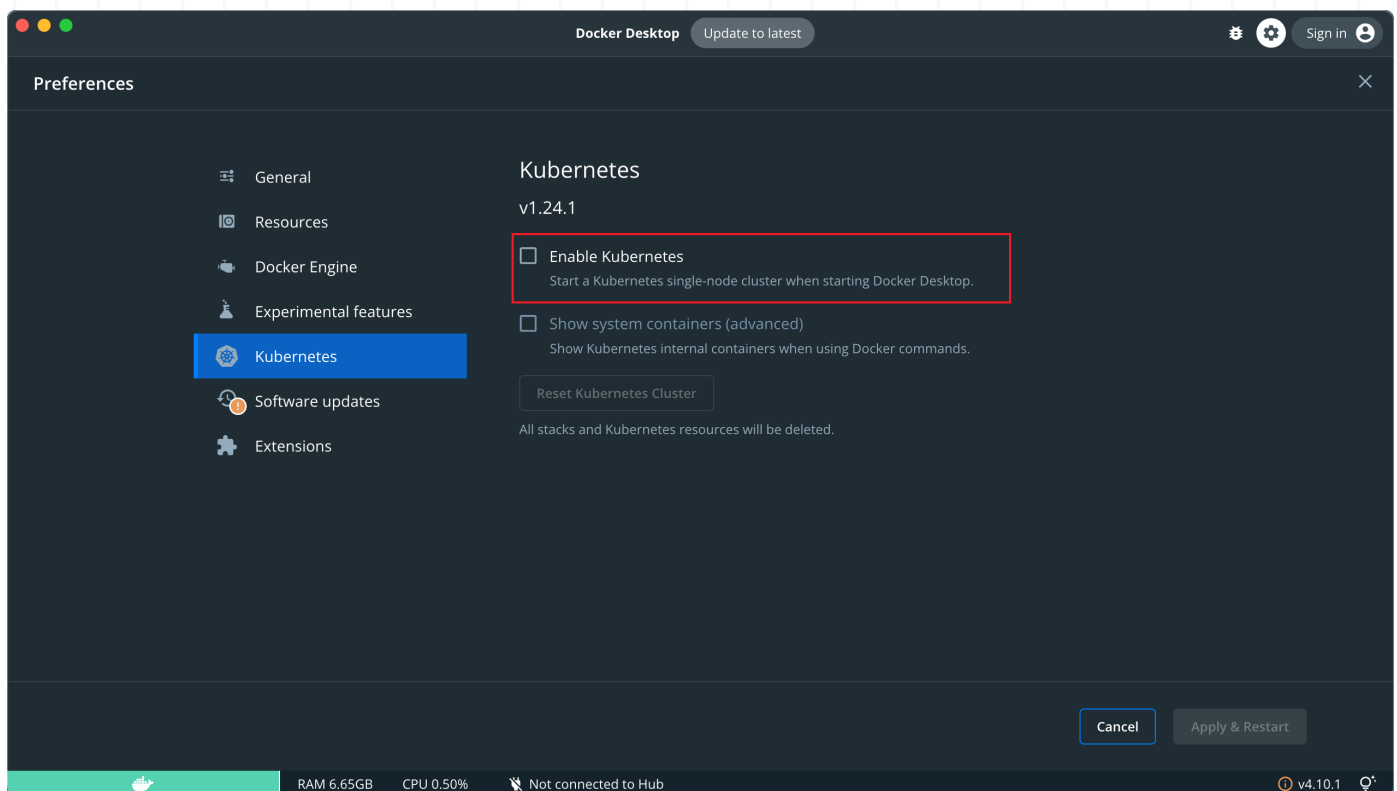 Docker Desktop Update to latest Sign in
Preferences
General
Resources
Docker Engine
Experimental features
Kubernetes
Software updates
Extensions
Kubernetes
v1.24.1
Enable Kubernetes
Start a Kubernetes single-node cluster when starting Docker Desktop.
Show system containers (advanced)
Show Kubernetes internal containers when using Docker commands.
Reset Kubernetes Cluster
All stacks and Kubernetes resources will be deleted.
Cancel Apply & Restart
RAM 6.65GB CPU 0.50% Not connected to Hub v4.10.1